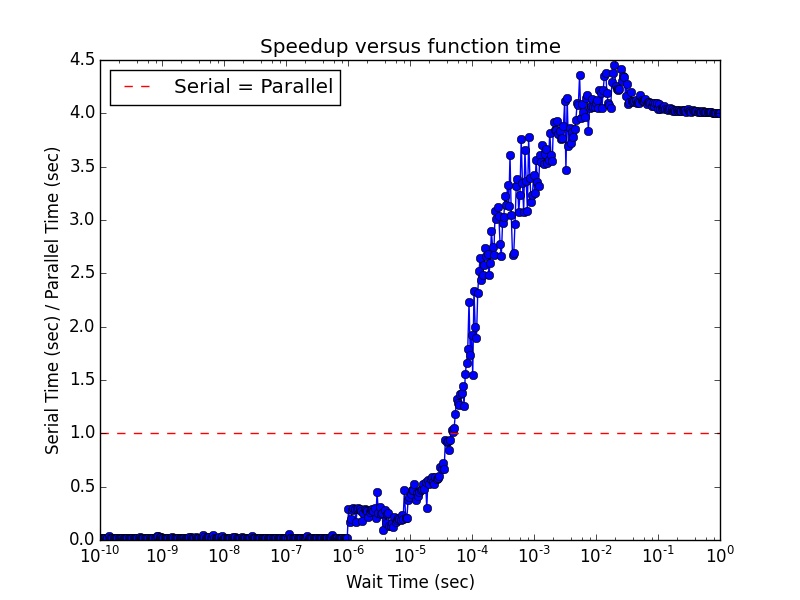 Speedup versus function time
Serial = Parallel
Serial Time (sec) / Parallel Time (sec)
4.5
4.0
3.5
3.0
2.5
2.0
1.5
1.0
0.5
0.0
10⁻¹⁰ 10⁻⁹ 10⁻⁸ 10⁻⁷ 10⁻⁶ 10⁻⁵ 10⁻⁴ 10⁻³ 10⁻² 10⁻¹ 10⁰
Wait Time (sec)